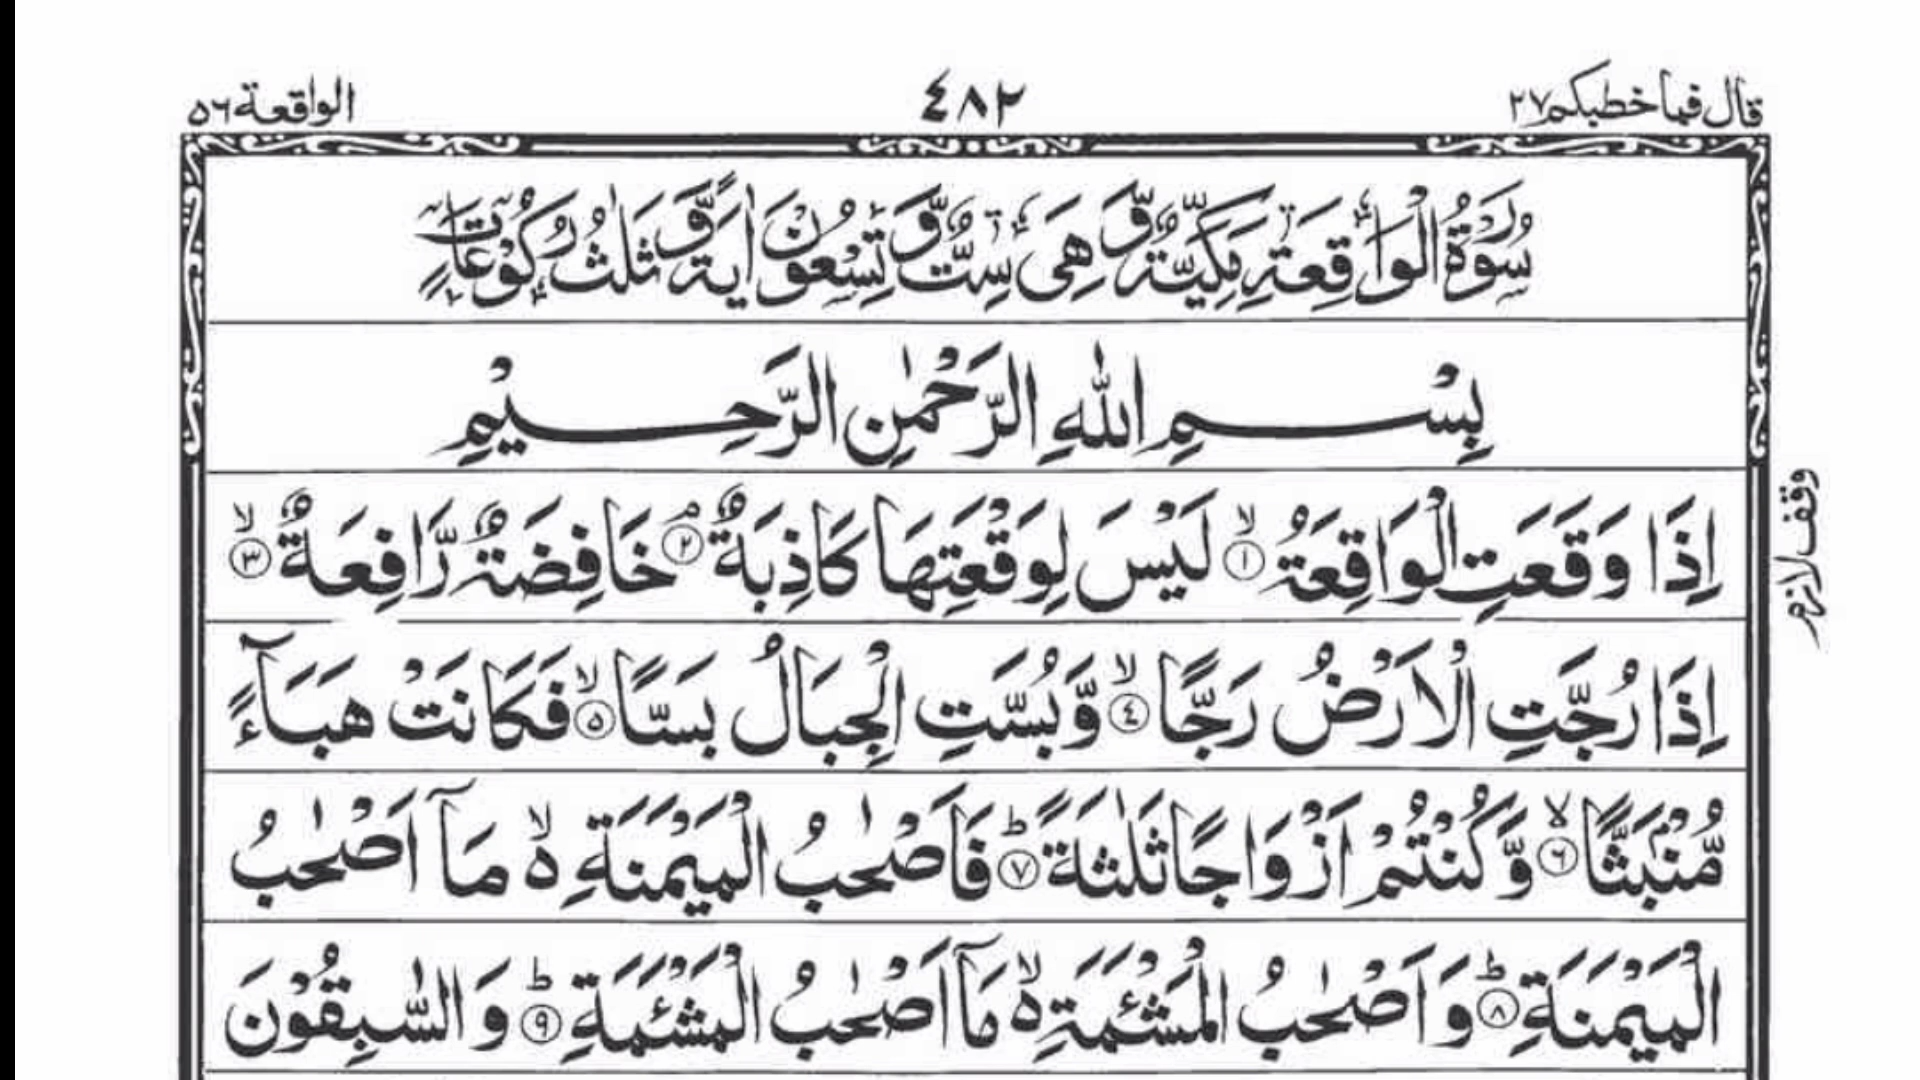 قال فما خطبكم ٢٧
٤٨٢
الواقعة ٥٦
سُوْرَةُ الْوَاقِعَةِ مَكِّيَّةٌ وَّهِىَ سِتٌّ وَّتِسْعُوْنَ اٰيَةً وَّثَلٰثُ رُكُوْعَاتٍ
بِسْمِ اللّٰهِ الرَّحْمٰنِ الرَّحِيْمِ
اِذَا وَقَعَتِ الْوَاقِعَةُ ۙ﴿١﴾ لَيْسَ لِوَقْعَتِهَا كَاذِبَةٌ ۘ﴿٢﴾ خَافِضَةٌ رَّافِعَةٌ ۙ﴿٣﴾
وقف لازم
اِذَا رُجَّتِ الْاَرْضُ رَجًّا ۙ﴿٤﴾ وَّبُسَّتِ الْجِبَالُ بَسًّا ۙ﴿٥﴾ فَكَانَتْ هَبَآءً
مُّنْۢبَثًّا ۙ﴿٦﴾ وَّكُنْتُمْ اَزْوَاجًا ثَلٰثَةً ؕ﴿٧﴾ فَاَصْحٰبُ الْمَيْمَنَةِ ۙ۬ مَاۤ اَصْحٰبُ
الْمَيْمَنَةِ ؕ﴿٨﴾ وَاَصْحٰبُ الْمَشْئَمَةِ ۙ۬ مَاۤ اَصْحٰبُ الْمَشْئَمَةِ ؕ﴿٩﴾ وَالسّٰبِقُوْنَ